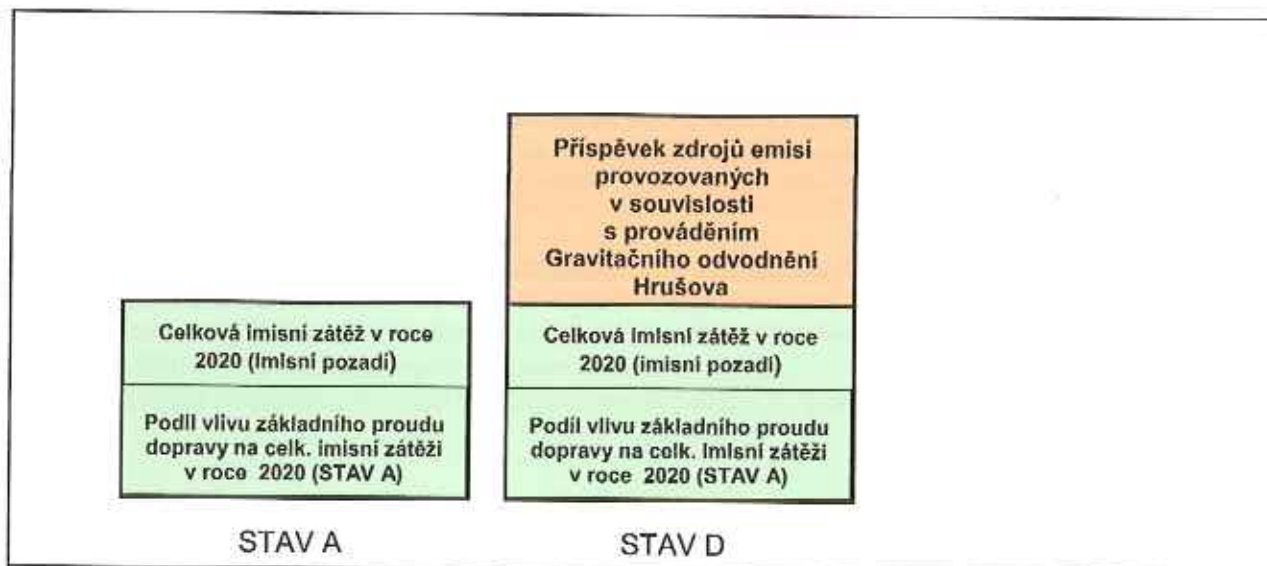 Příspěvek zdrojů emisí
provozovaných
v souvislosti
s prováděním
Gravitačního odvodnění
Hrušova
Celková imisní zátěž v roce
2020 (imisní pozadí)
Podíl vlivu základního proudu
dopravy na celk. imisní zátěži
v roce 2020 (STAV A)
STAV A
Celková imisní zátěž v roce
2020 (imisní pozadí)
Podíl vlivu základního proudu
dopravy na celk. imisní zátěži
v roce 2020 (STAV A)
STAV D